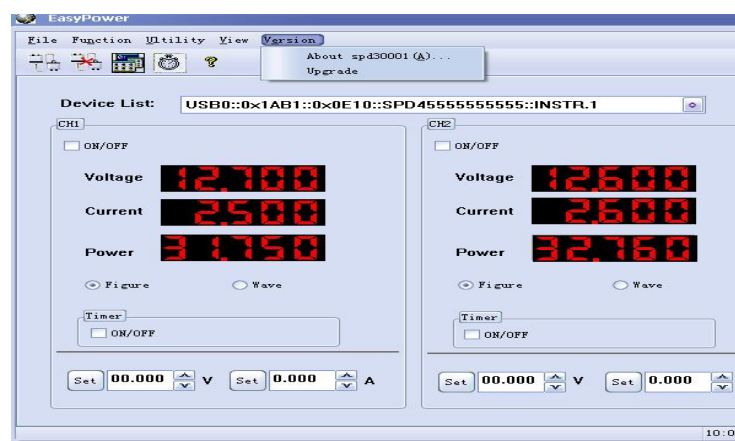 EasyPower
File Function Utility View Version
About spd30001(A)...
Upgrade
Device List: USB0::0x1AB1::0x0E10::SPD45555555555::INSTR.1
CH1 CH2
ON/OFF ON/OFF
Voltage 12.700 Voltage 12.600
Current 2.500 Current 2.600
Power 31.750 Power 32.760
Figure Wave Figure Wave
Timer Timer
ON/OFF ON/OFF
Set 00.000 V Set 0.000 A Set 00.000 V Set 0.000
10:0